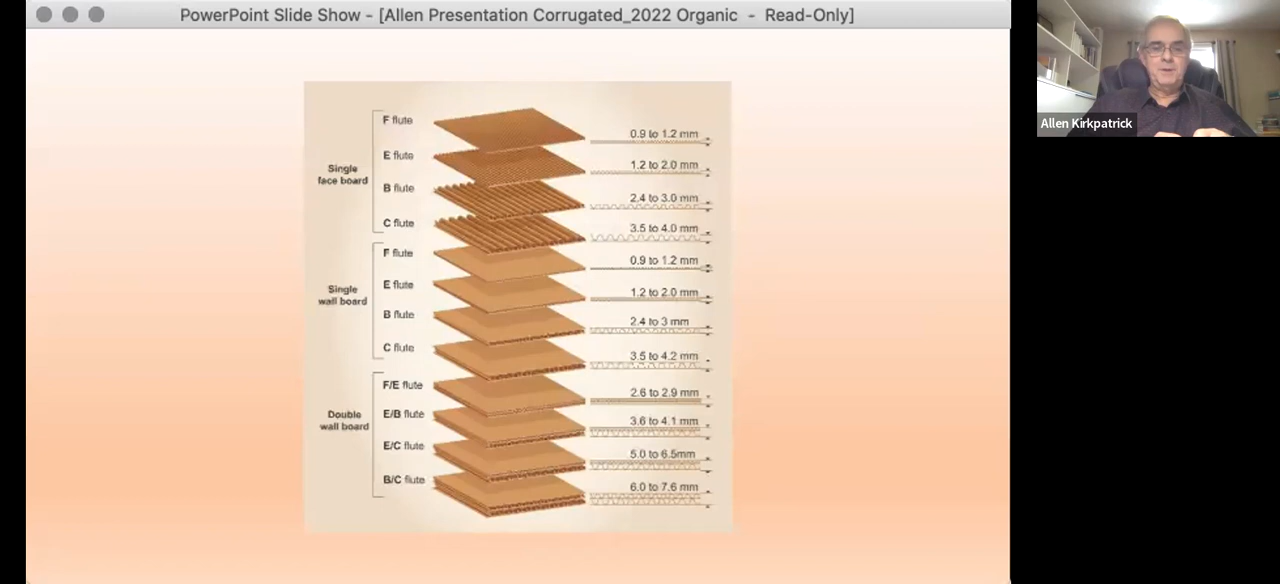 PowerPoint Slide Show - [Allen Presentation Corrugated_2022 Organic - Read-Only]
Allen Kirkpatrick
Single
face board
F flute
0.9 to 1.2 mm
E flute
1.2 to 2.0 mm
B flute
2.4 to 3.0 mm
C flute
3.5 to 4.0 mm
Single
wall board
F flute
0.9 to 1.2 mm
E flute
1.2 to 2.0 mm
B flute
2.4 to 3 mm
C flute
3.5 to 4.2 mm
Double
wall board
F/E flute
2.6 to 2.9 mm
E/B flute
3.6 to 4.1 mm
E/C flute
5.0 to 6.5mm
B/C flute
6.0 to 7.6 mm